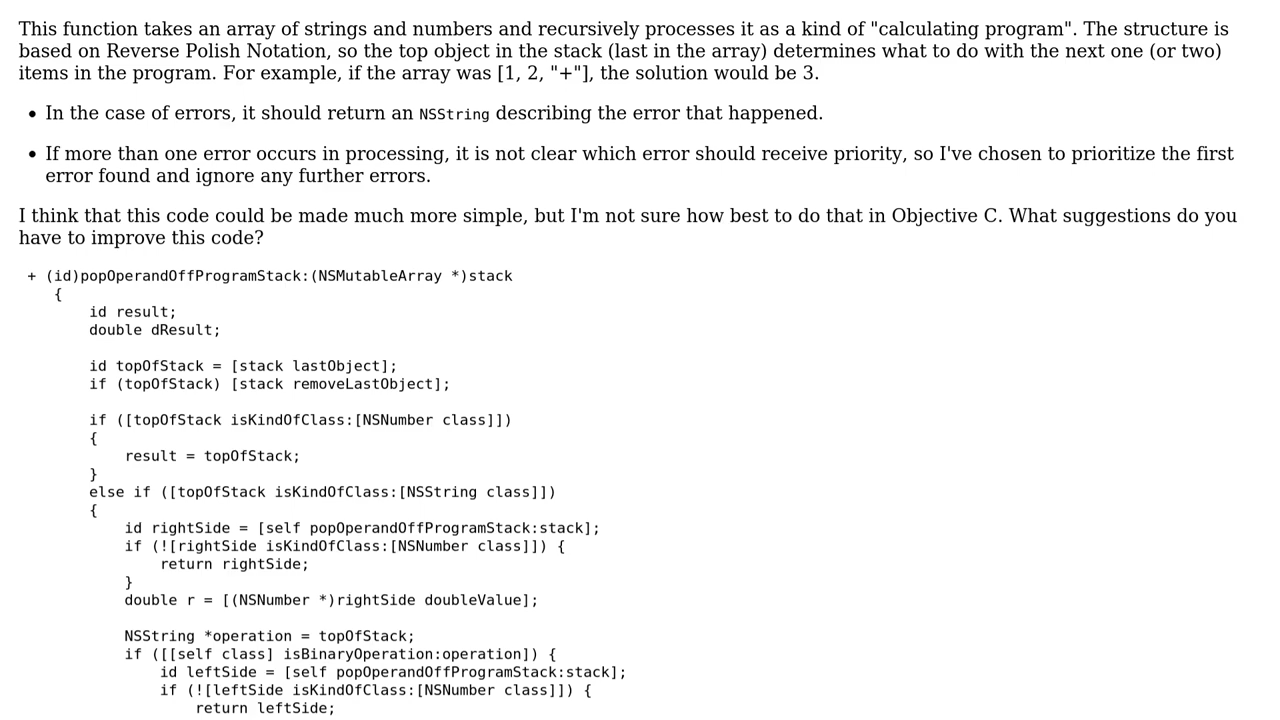 This function takes an array of strings and numbers and recursively processes it as a kind of "calculating program". The structure is
based on Reverse Polish Notation, so the top object in the stack (last in the array) determines what to do with the next one (or two)
items in the program. For example, if the array was [1, 2, "+"], the solution would be 3.
• In the case of errors, it should return an NSString describing the error that happened.
• If more than one error occurs in processing, it is not clear which error should receive priority, so I've chosen to prioritize the first
error found and ignore any further errors.
I think that this code could be made much more simple, but I'm not sure how best to do that in Objective C. What suggestions do you
have to improve this code?
+ (id)popOperandOffProgramStack:(NSMutableArray *)stack
{
id result;
double dResult;
id topOfStack = [stack lastObject];
if (topOfStack) [stack removeLastObject];
if ([topOfStack isKindOfClass:[NSNumber class]])
{
result = topOfStack;
}
else if ([topOfStack isKindOfClass:[NSString class]])
{
id rightSide = [self popOperandOffProgramStack:stack];
if (![rightSide isKindOfClass:[NSNumber class]]) {
return rightSide;
}
double r = [(NSNumber *)rightSide doubleValue];
NSString *operation = topOfStack;
if ([[self class] isBinaryOperation:operation]) {
id leftSide = [self popOperandOffProgramStack:stack];
if (![leftSide isKindOfClass:[NSNumber class]]) {
return leftSide;